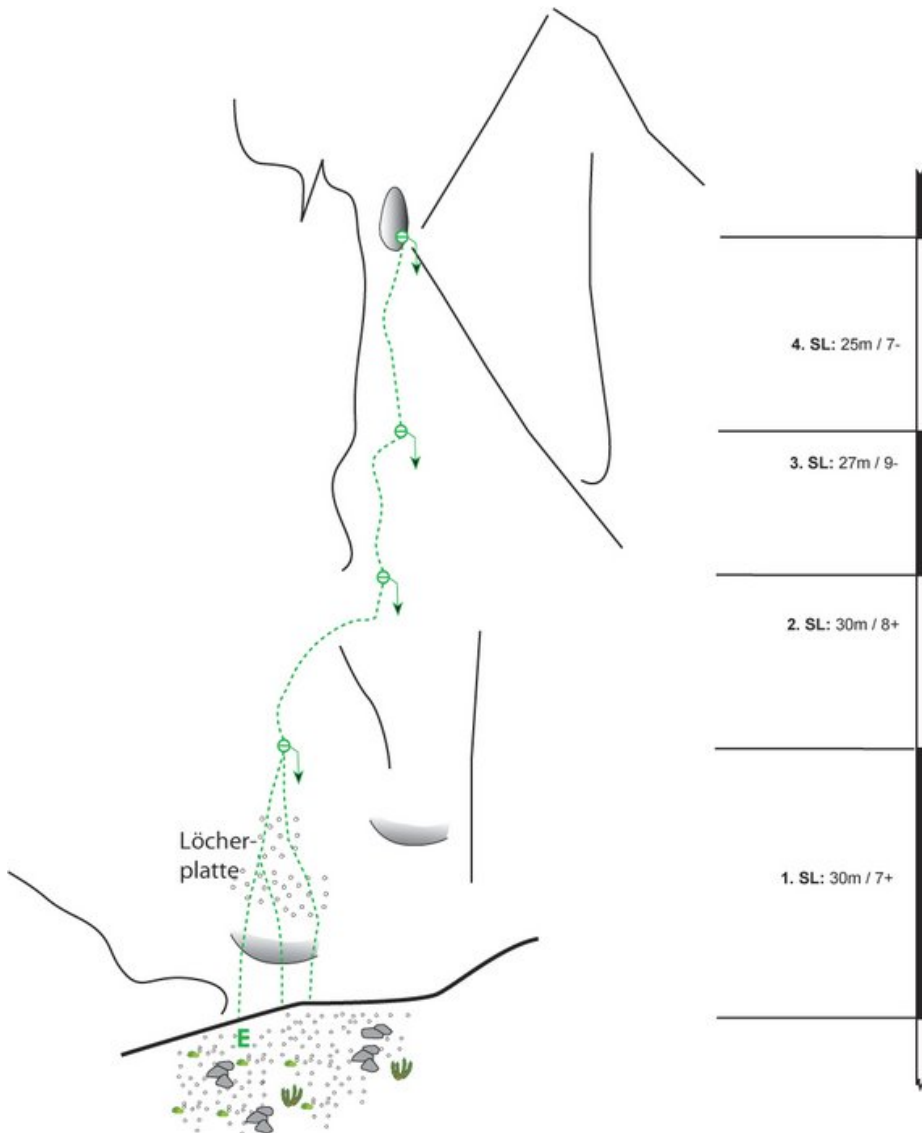 4. SL: 25m / 7-
3. SL: 27m / 9-
2. SL: 30m / 8+
Löcher-
platte
1. SL: 30m / 7+
E